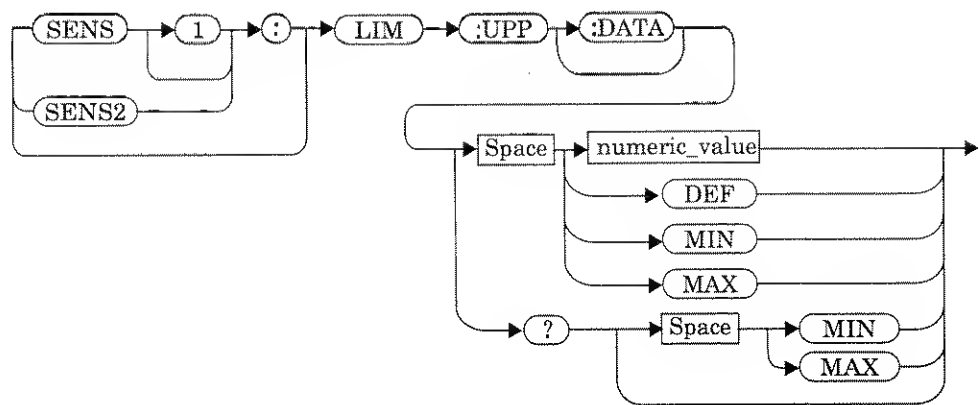 SENS 1 : LIM :UPP :DATA
SENS2
Space numeric_value
DEF
MIN
MAX
? Space MIN
MAX